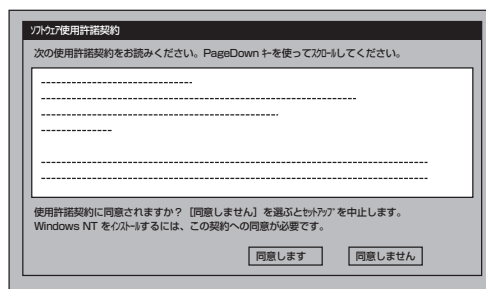 ソフトウェア使用許諾契約
次の使用許諾契約をお読みください。PageDown キーを使ってスクロールしてください。
使用許諾契約に同意されますか？［同意しません］を選ぶとセットアップを中止します。
Windows NT をインストールするには、この契約への同意が必要です。
同意します
同意しません